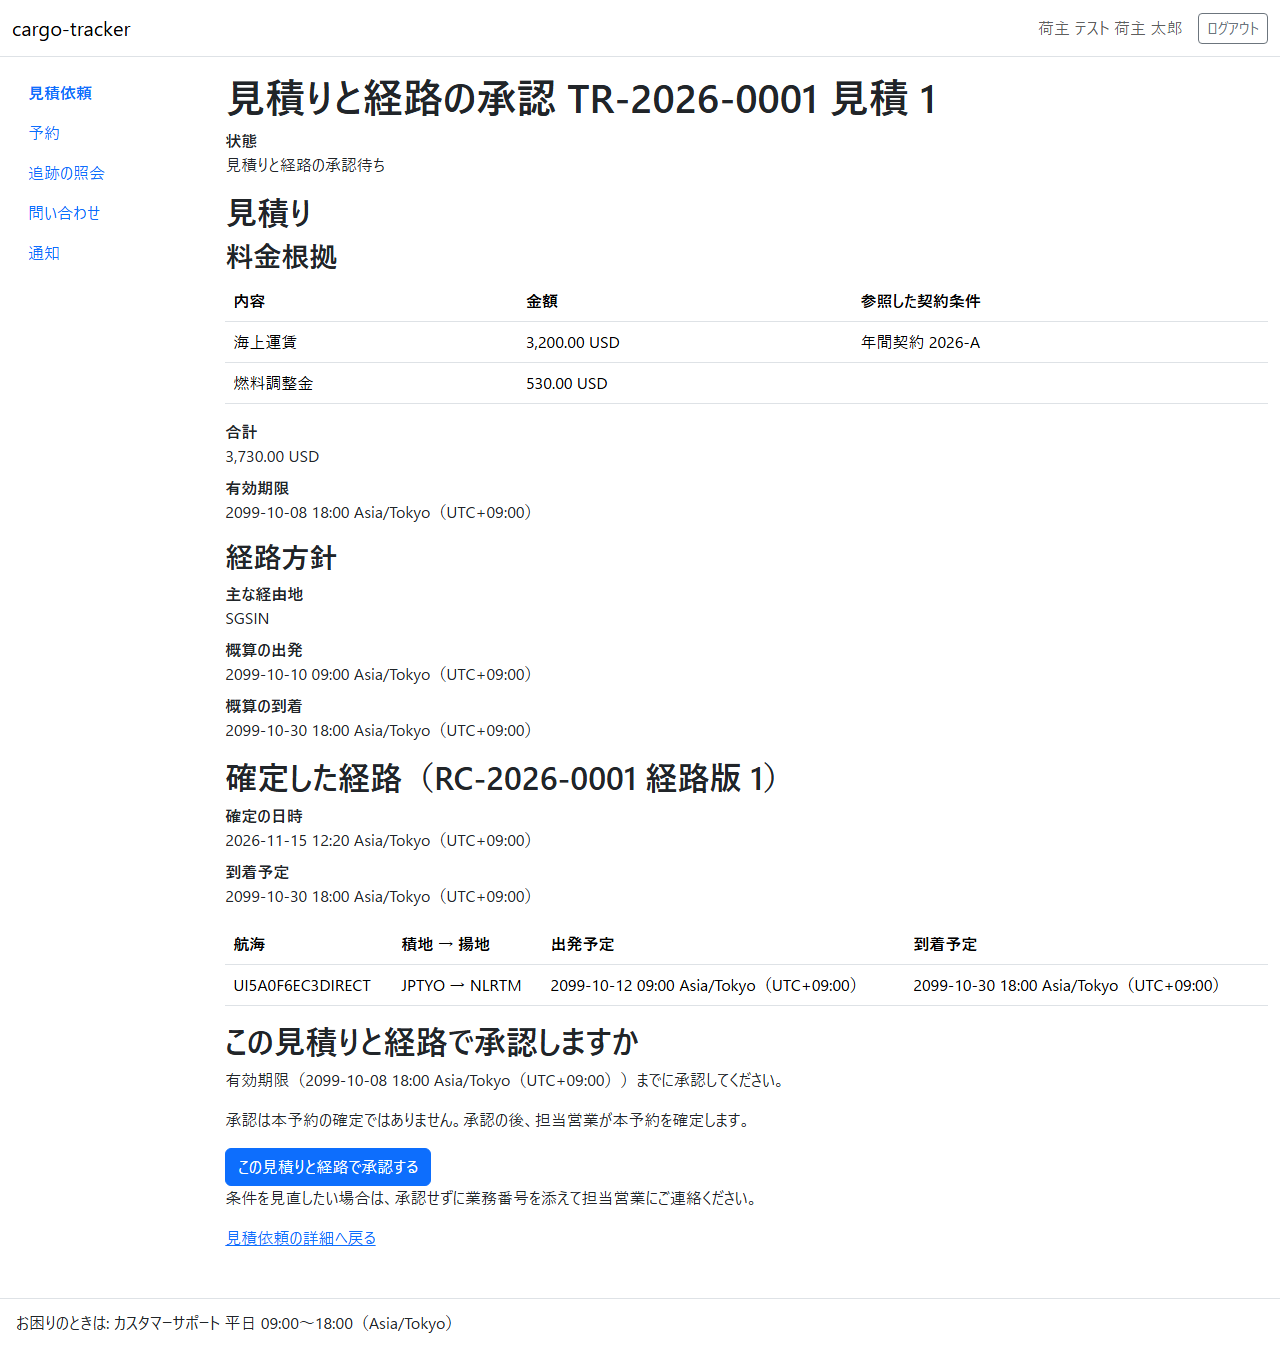 cargo-tracker
荷主 テスト 荷主 太郎
ログアウト
見積依頼
予約
追跡の照会
問い合わせ
通知
見積りと経路の承認 TR-2026-0001 見積 1
状態
見積りと経路の承認待ち
見積り
料金根拠
内容 金額 参照した契約条件
海上運賃 3,200.00 USD 年間契約 2026-A
燃料調整金 530.00 USD
合計
3,730.00 USD
有効期限
2099-10-08 18:00 Asia/Tokyo（UTC+09:00）
経路方針
主な経由地
SGSIN
概算の出発
2099-10-10 09:00 Asia/Tokyo（UTC+09:00）
概算の到着
2099-10-30 18:00 Asia/Tokyo（UTC+09:00）
確定した経路（RC-2026-0001 経路版 1）
確定の日時
2026-11-15 12:20 Asia/Tokyo（UTC+09:00）
到着予定
2099-10-30 18:00 Asia/Tokyo（UTC+09:00）
航海 積地 → 揚地 出発予定 到着予定
UI5A0F6EC3DIRECT JPTYO → NLRTM 2099-10-12 09:00 Asia/Tokyo（UTC+09:00） 2099-10-30 18:00 Asia/Tokyo（UTC+09:00）
この見積りと経路で承認しますか
有効期限（2099-10-08 18:00 Asia/Tokyo（UTC+09:00））までに承認してください。
承認は本予約の確定ではありません。承認の後、担当営業が本予約を確定します。
この見積りと経路で承認する
条件を見直したい場合は、承認せずに業務番号を添えて担当営業にご連絡ください。
見積依頼の詳細へ戻る
お困りのときは: カスタマーサポート 平日 09:00～18:00（Asia/Tokyo）